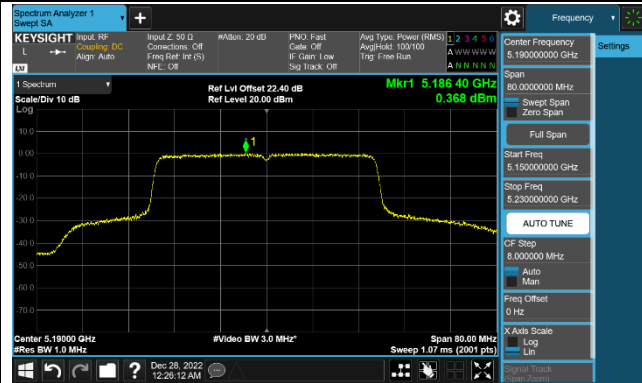 Spectrum Analyzer 1
Swept SA
+
Frequency
KEYSIGHT
L
LXI
Input: RF
Coupling: DC
Align: Auto
Input Z: 50 Ω
Corrections: Off
Freq Ref: Int (S)
NFE: Off
#Atten: 20 dB
PNO: Fast
Gate: Off
IF Gain: Low
Sig Track: Off
Avg Type: Power (RMS)
Avg|Hold: 100/100
Trig: Free Run
1 2 3 4 5 6
A W W W W W
A N N N N N
Center Frequency
5.190000000 GHz
Settings
Span
80.0000000 MHz
Swept Span
Zero Span
Full Span
Start Freq
5.150000000 GHz
Stop Freq
5.230000000 GHz
AUTO TUNE
CF Step
8.000000 MHz
Auto
Man
Freq Offset
0 Hz
X Axis Scale
Log
Lin
Signal Track
(Span Zoom)
1 Spectrum
Scale/Div 10 dB
Log
Ref Lvl Offset 22.40 dB
Ref Level 20.00 dBm
Mkr1 5.186 40 GHz
0.368 dBm
10.0
0.00
-10.0
-20.0
-30.0
-40.0
-50.0
-60.0
-70.0
1
Center 5.19000 GHz
#Res BW 1.0 MHz
#Video BW 3.0 MHz*
Span 80.00 MHz
Sweep 1.07 ms (2001 pts)
?
Dec 28, 2022
12:26:12 AM